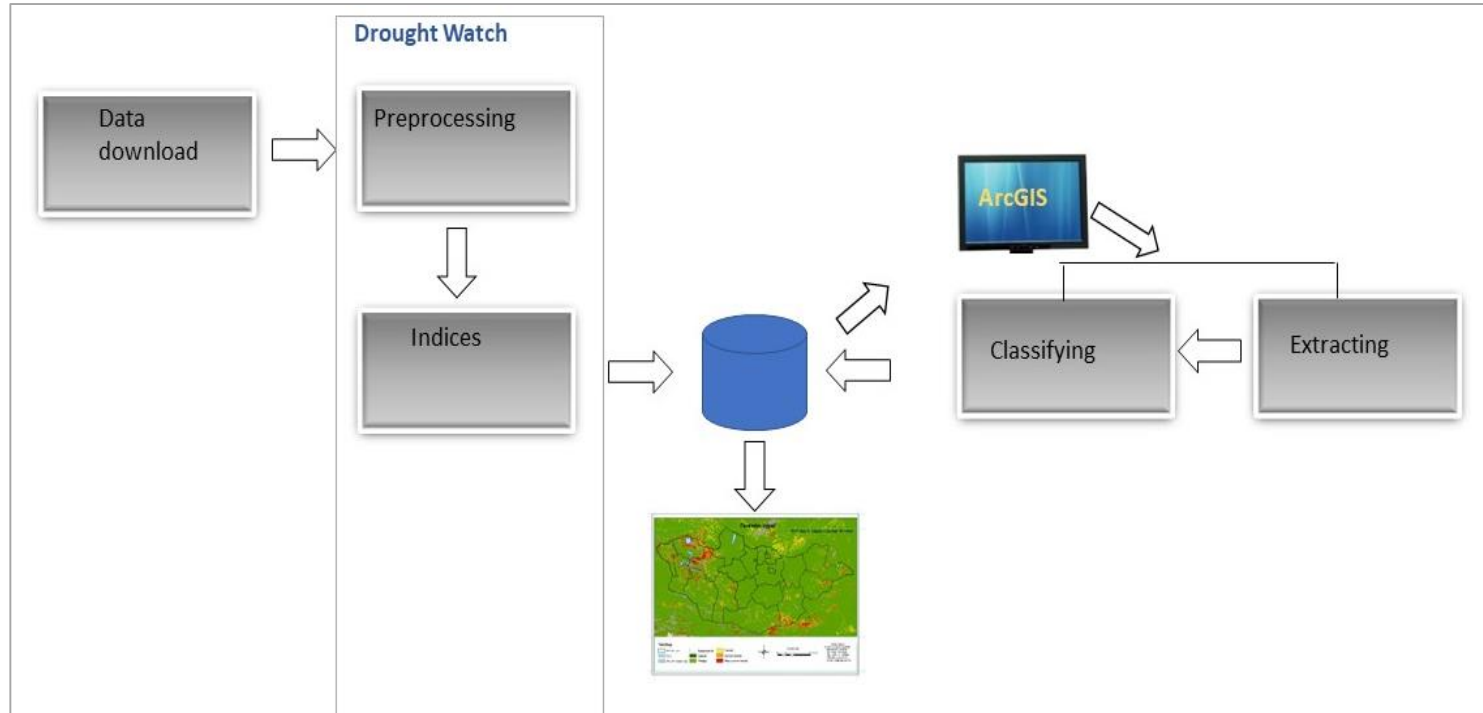 Drought Watch
Data
download
Preprocessing
Indices
ArcGIS
Classifying
Extracting